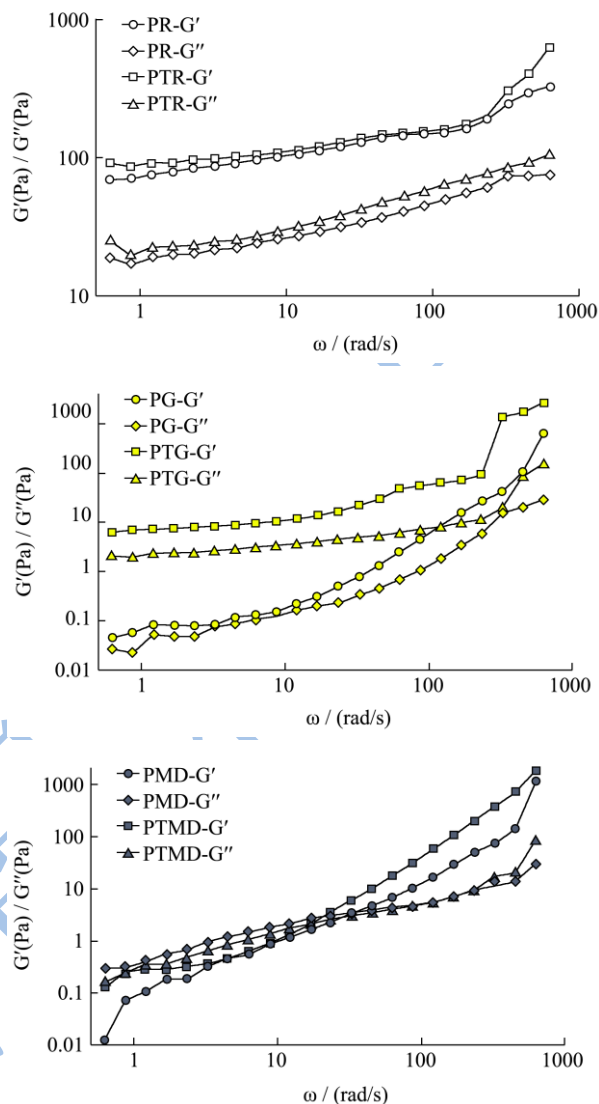 1000
100
10
G′(Pa) / G″(Pa)
PR-G′
PR-G″
PTR-G′
PTR-G″
1 10 100 1000
ω / (rad/s)
1000
100
10
1
0.1
0.01
G′(Pa) / G″(Pa)
PG-G′
PG-G″
PTG-G′
PTG-G″
1 10 100 1000
ω / (rad/s)
1000
100
10
1
0.1
0.01
G′(Pa) / G″(Pa)
PMD-G′
PMD-G″
PTMD-G′
PTMD-G″
1 10 100 1000
ω / (rad/s)